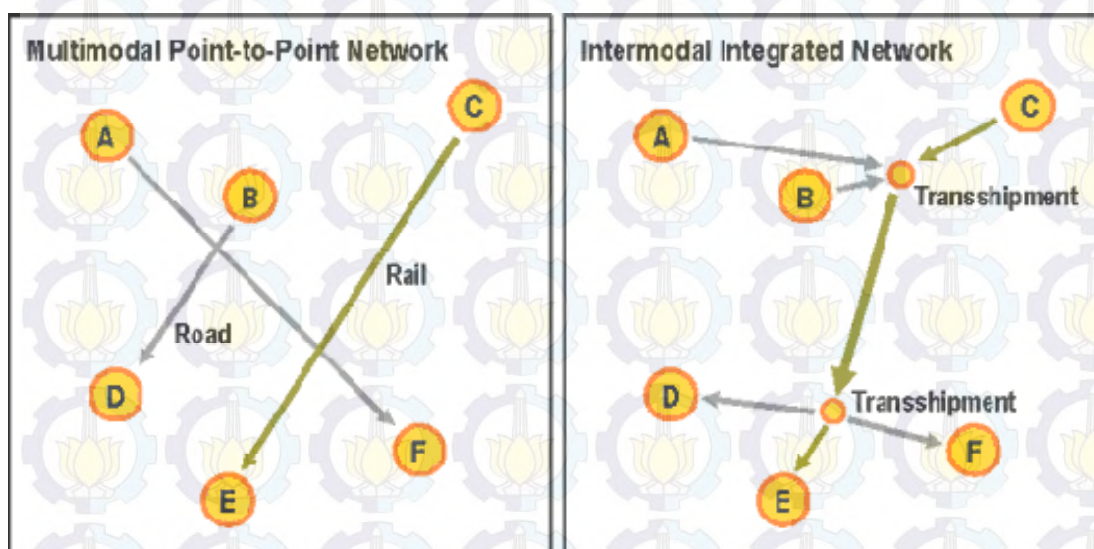 Multimodal Point-to-Point Network
A
C
B
Rail
Road
D
F
E
Intermodal Integrated Network
A
C
B
Transshipment
D
Transshipment
F
E